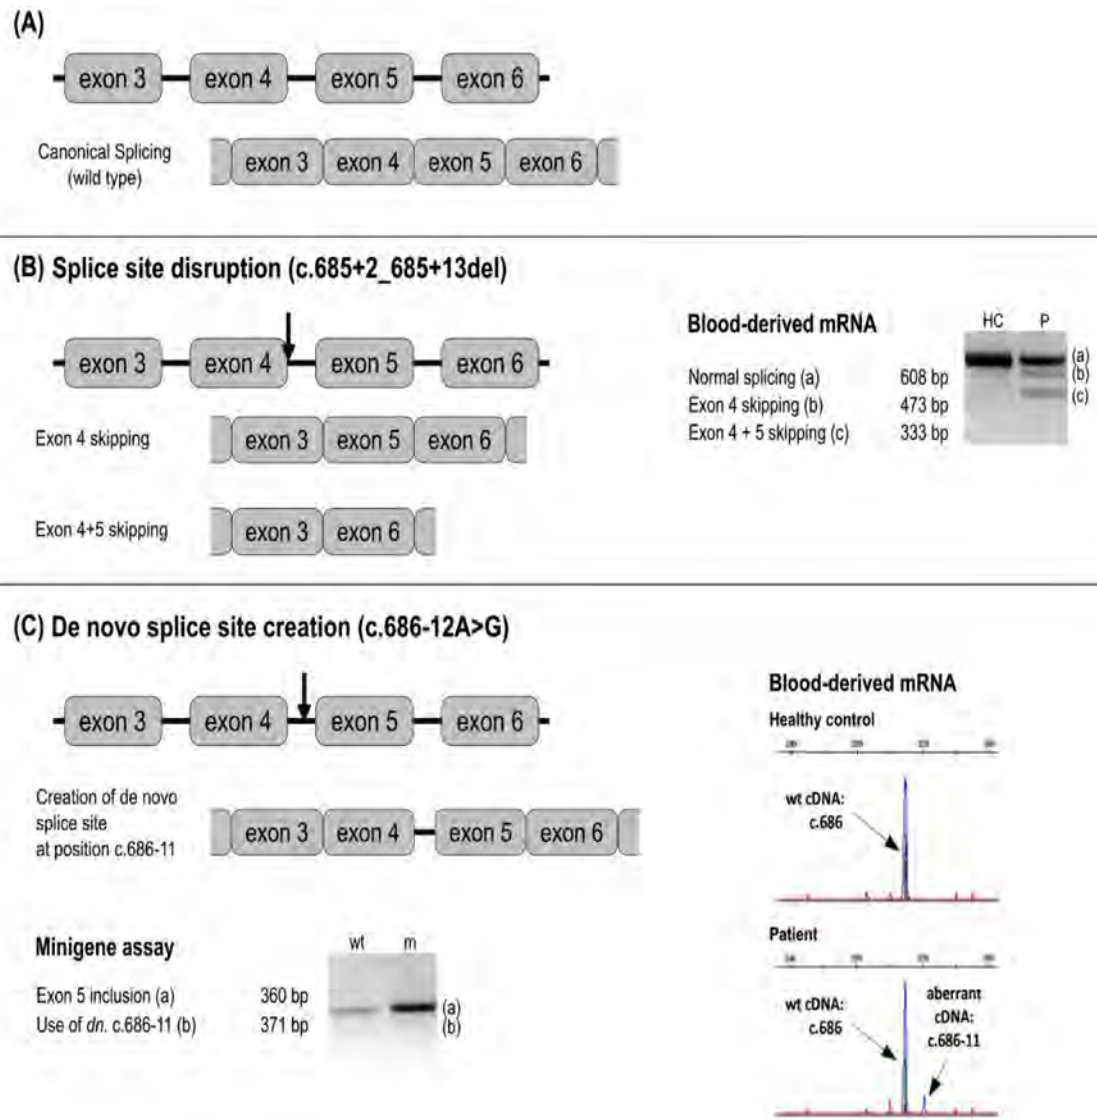 (A)
exon 3 exon 4 exon 5 exon 6
Canonical Splicing
(wild type)
exon 3 exon 4 exon 5 exon 6
(B) Splice site disruption (c.685+2_685+13del)
exon 3 exon 4 exon 5 exon 6
Exon 4 skipping
exon 3 exon 5 exon 6
Exon 4+5 skipping
exon 3 exon 6
Blood-derived mRNA
HC P
Normal splicing (a) 608 bp (a)
Exon 4 skipping (b) 473 bp (b)
Exon 4 + 5 skipping (c) 333 bp (c)
(C) De novo splice site creation (c.686-12A>G)
exon 3 exon 4 exon 5 exon 6
Creation of de novo
splice site
at position c.686-11
exon 3 exon 4 exon 5 exon 6
Minigene assay
wt m
Exon 5 inclusion (a) 360 bp (a)
Use of dn. c.686-11 (b) 371 bp (b)
Blood-derived mRNA
Healthy control
wt cDNA:
c.686
Patient
wt cDNA:
c.686
aberrant
cDNA:
c.686-11